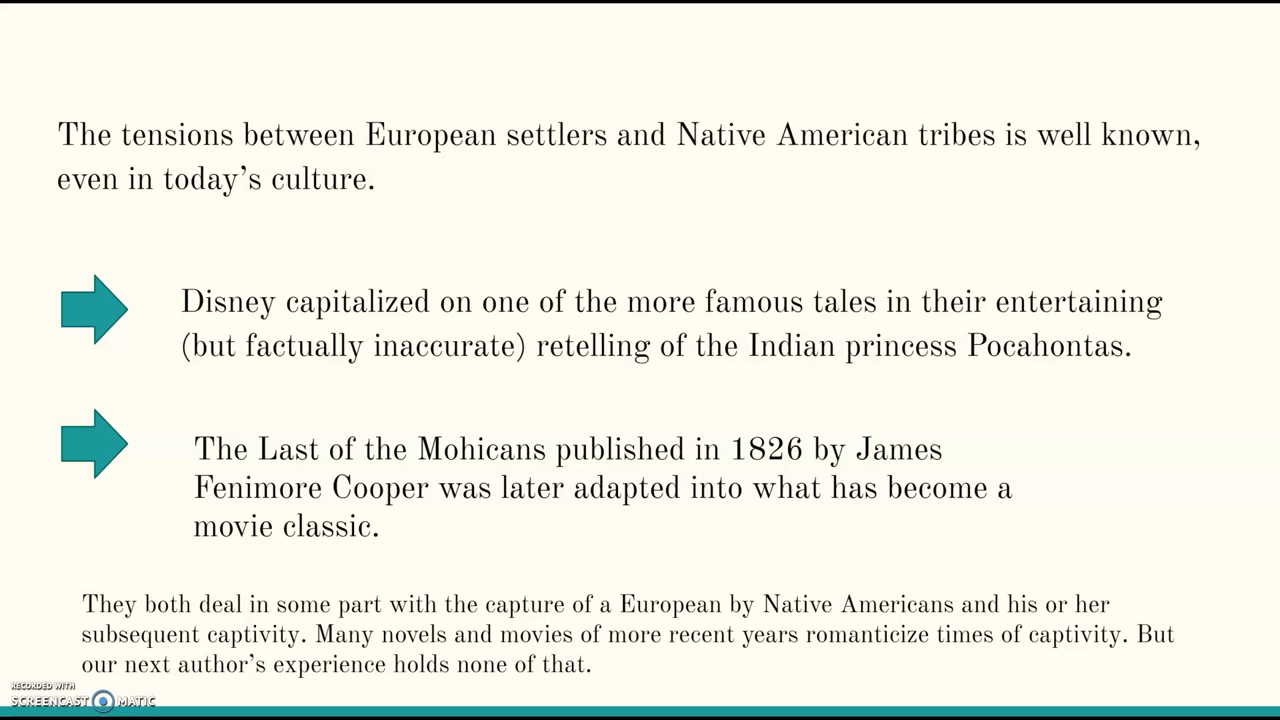 The tensions between European settlers and Native American tribes is well known,
even in today's culture.
Disney capitalized on one of the more famous tales in their entertaining
(but factually inaccurate) retelling of the Indian princess Pocahontas.
The Last of the Mohicans published in 1826 by James
Fenimore Cooper was later adapted into what has become a
movie classic.
They both deal in some part with the capture of a European by Native Americans and his or her
subsequent captivity. Many novels and movies of more recent years romanticize times of captivity. But
our next author's experience holds none of that.
RECORDED WITH
SCREENCAST MATIC